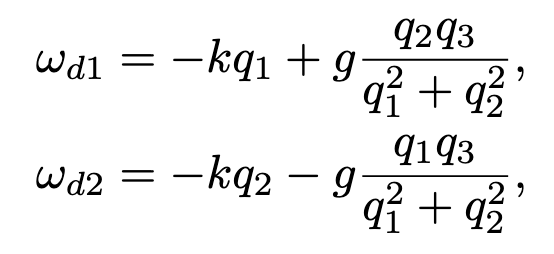 ω_{d1} = −kq_1 + g \frac{q_2 q_3}{q_1^2 + q_2^2},
ω_{d2} = −kq_2 − g \frac{q_1 q_3}{q_1^2 + q_2^2},